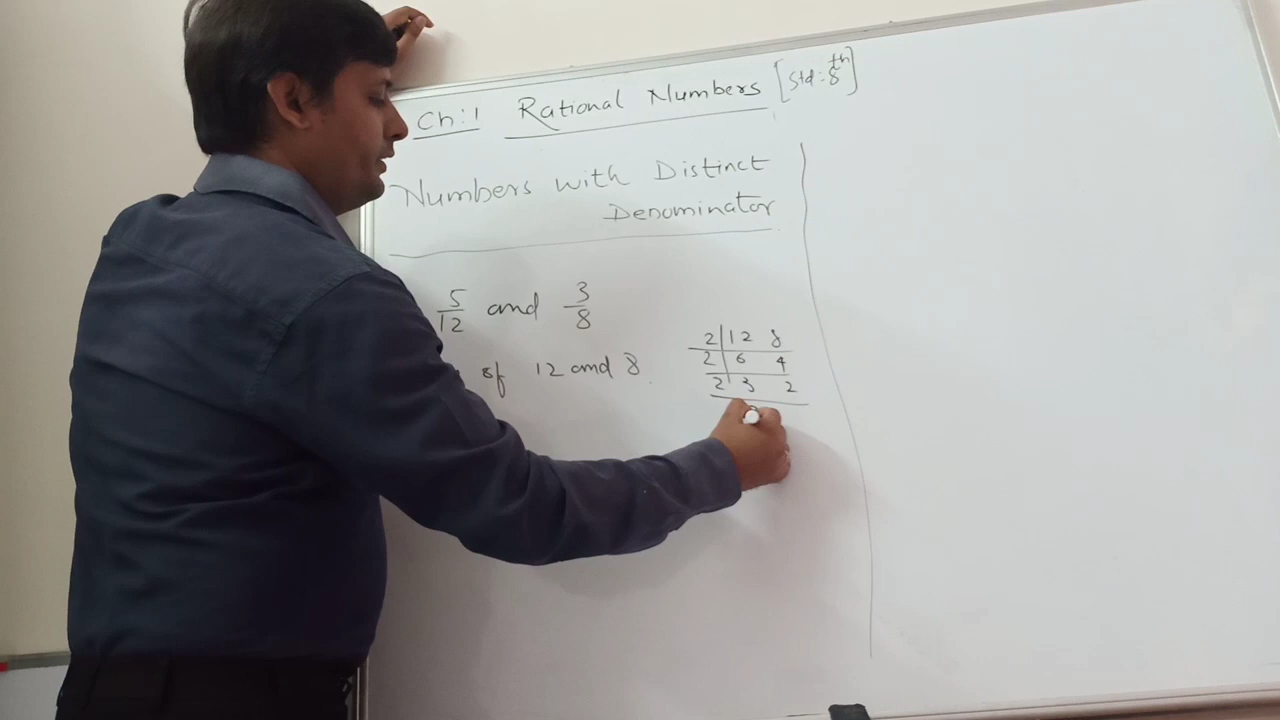 Ch:1 Rational Numbers [Std: 8th]
Numbers with Distinct
Denominator
5/12 and 3/8
of 12 and 8.
2 | 12 8
2 | 6 4
2 | 3 2